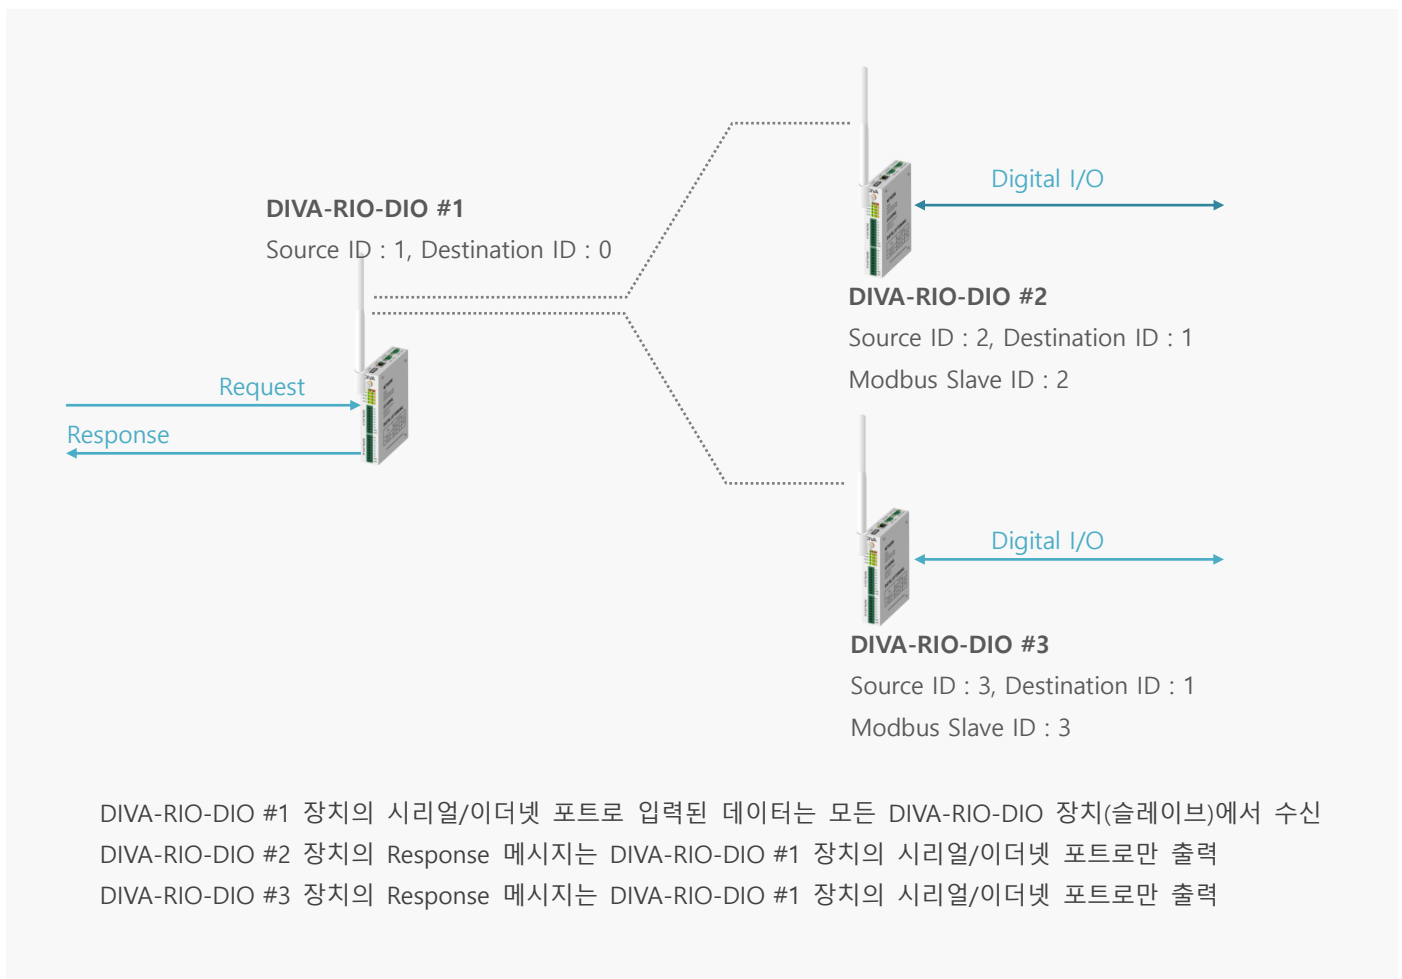 Digital I/O
DIVA-RIO-DIO #1
Source ID : 1, Destination ID : 0
DIVA-RIO-DIO #2
Source ID : 2, Destination ID : 1
Modbus Slave ID : 2
Request
Response
Digital I/O
DIVA-RIO-DIO #3
Source ID : 3, Destination ID : 1
Modbus Slave ID : 3
DIVA-RIO-DIO #1 장치의 시리얼/이더넷 포트로 입력된 데이터는 모든 DIVA-RIO-DIO 장치(슬레이브)에서 수신
DIVA-RIO-DIO #2 장치의 Response 메시지는 DIVA-RIO-DIO #1 장치의 시리얼/이더넷 포트로만 출력
DIVA-RIO-DIO #3 장치의 Response 메시지는 DIVA-RIO-DIO #1 장치의 시리얼/이더넷 포트로만 출력